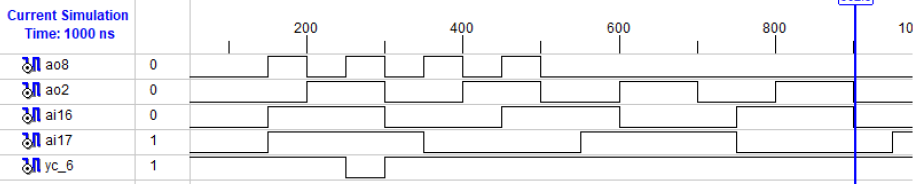 Current Simulation
Time: 1000 ns
200 400 600 800 10
ao8 0
ao2 0
ai16 0
ai17 1
yc_6 1